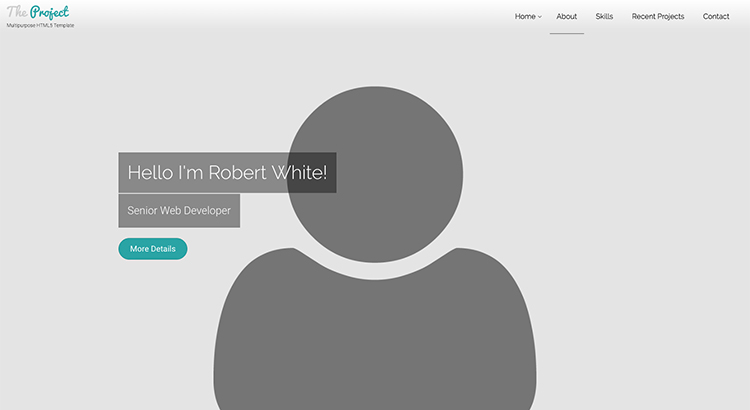 The Project
Multipurpose HTML5 Template
Home
About
Skills
Recent Projects
Contact
Hello I'm Robert White!
Senior Web Developer
More Details